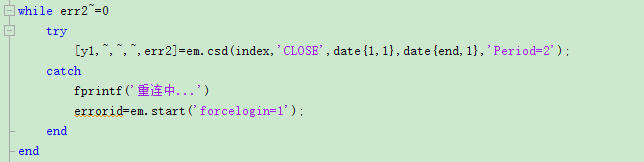 while err2~=0
try
[y1,~,~,~,err2]=em.csd(index,'CLOSE',date{1,1},date{end,1},'Period=2');
catch
fprintf('重连中...')
errorid=em.start('forcelogin=1');
end
end